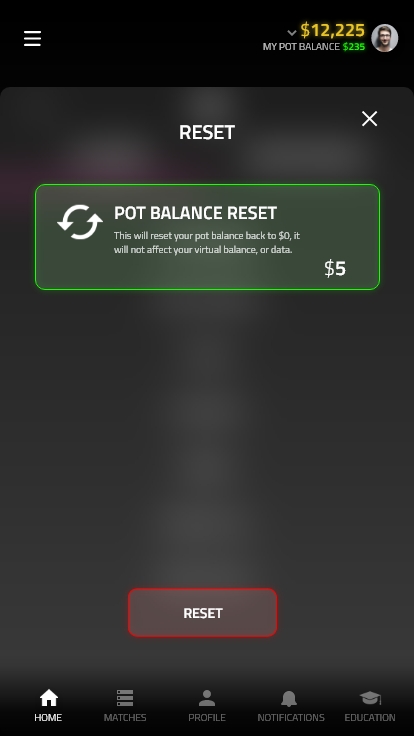 $12,225
MY POT BALANCE $235
RESET
POT BALANCE RESET
This will reset your pot balance back to $0, it
will not affect your virtual balance, or data.
$5
RESET
HOME MATCHES PROFILE NOTIFICATIONS EDUCATION